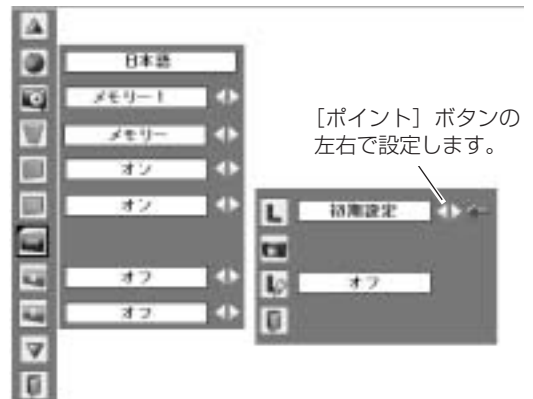 日本語
メモリー1
メモリー
オン
オン
オフ
オフ
［ポイント］ボタンの
左右で設定します。
初期設定
オフ